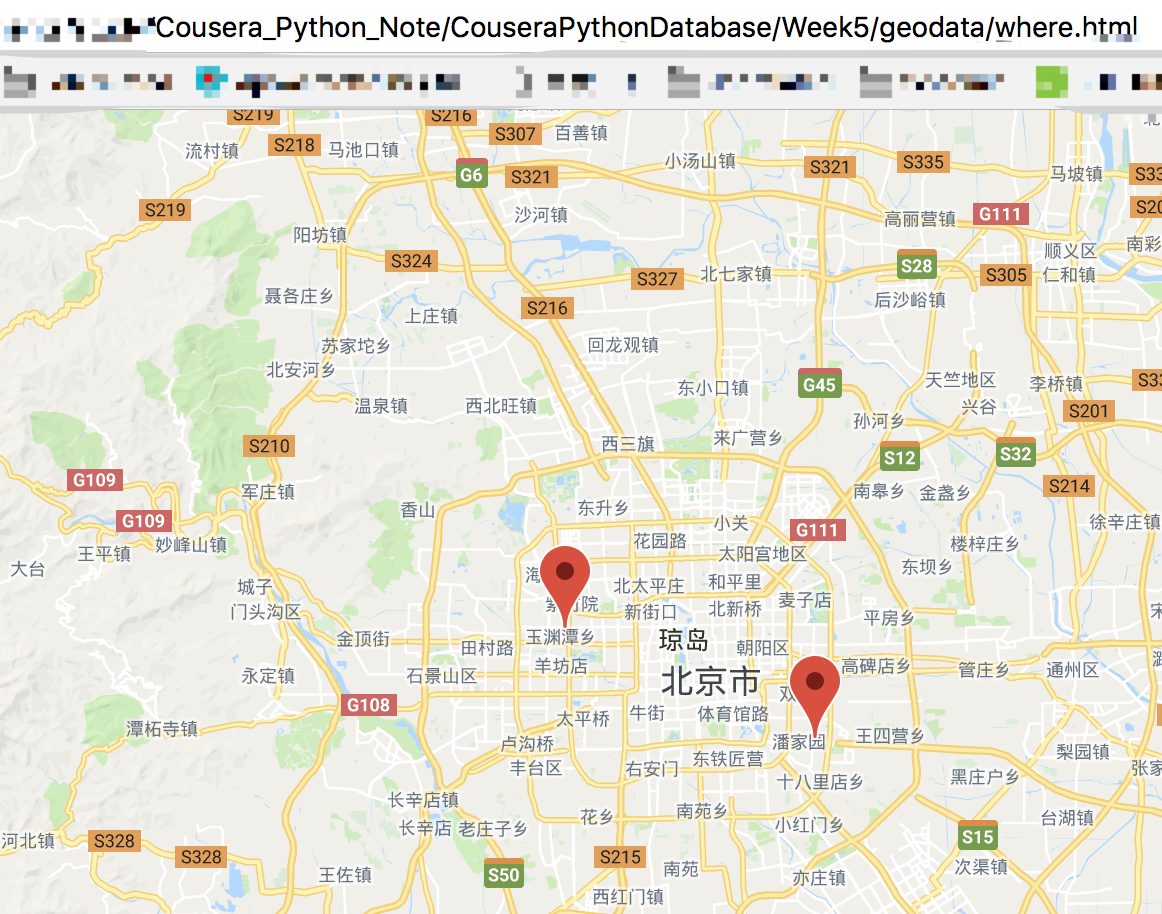 Cousera_Python_Note/CouseraPythonDatabase/Week5/geodata/where.html
S219
S216
S307
百善镇
流村镇
S218
马池口镇
G6
S321
小汤山镇
S321
S335
马坡镇
S219
沙河镇
高丽营镇
G111
阳坊镇
S324
S327
北七家镇
S28
S305
顺义区
南彩
仁和镇
聂各庄乡
上庄镇
S216
后沙峪镇
苏家坨乡
回龙观镇
北安河乡
温泉镇
西北旺镇
东小口镇
G45
天竺地区
李桥镇
兴谷
S201
孙河乡
S210
西三旗
来广营乡
S12
S32
G109
军庄镇
香山
东升乡
南皋乡
金盏乡
S214
G109
小关
G111
徐辛庄镇
王平镇
妙峰山镇
花园路
太阳宫地区
楼梓庄乡
大台
东坝乡
城子
北太平庄
和平里
门头沟区
新街口
北新桥
麦子店
平房乡
金顶街
田村路
玉渊潭乡
琼岛
朝阳区
永定镇
石景山区
羊坊店
北京市
高碑店乡
管庄乡
通州区
G108
潭柘寺镇
太平桥
牛街
体育馆路
潘家园
王四营乡
卢沟桥
丰台区
右安门
东铁匠营
十八里店乡
黑庄户乡
梨园镇
张家
长辛店镇
长辛店
老庄子乡
花乡
南苑乡
小红门乡
台湖镇
河北镇
S328
S328
S215
S15
王佐镇
S50
南苑
亦庄镇
次渠镇
西红门镇